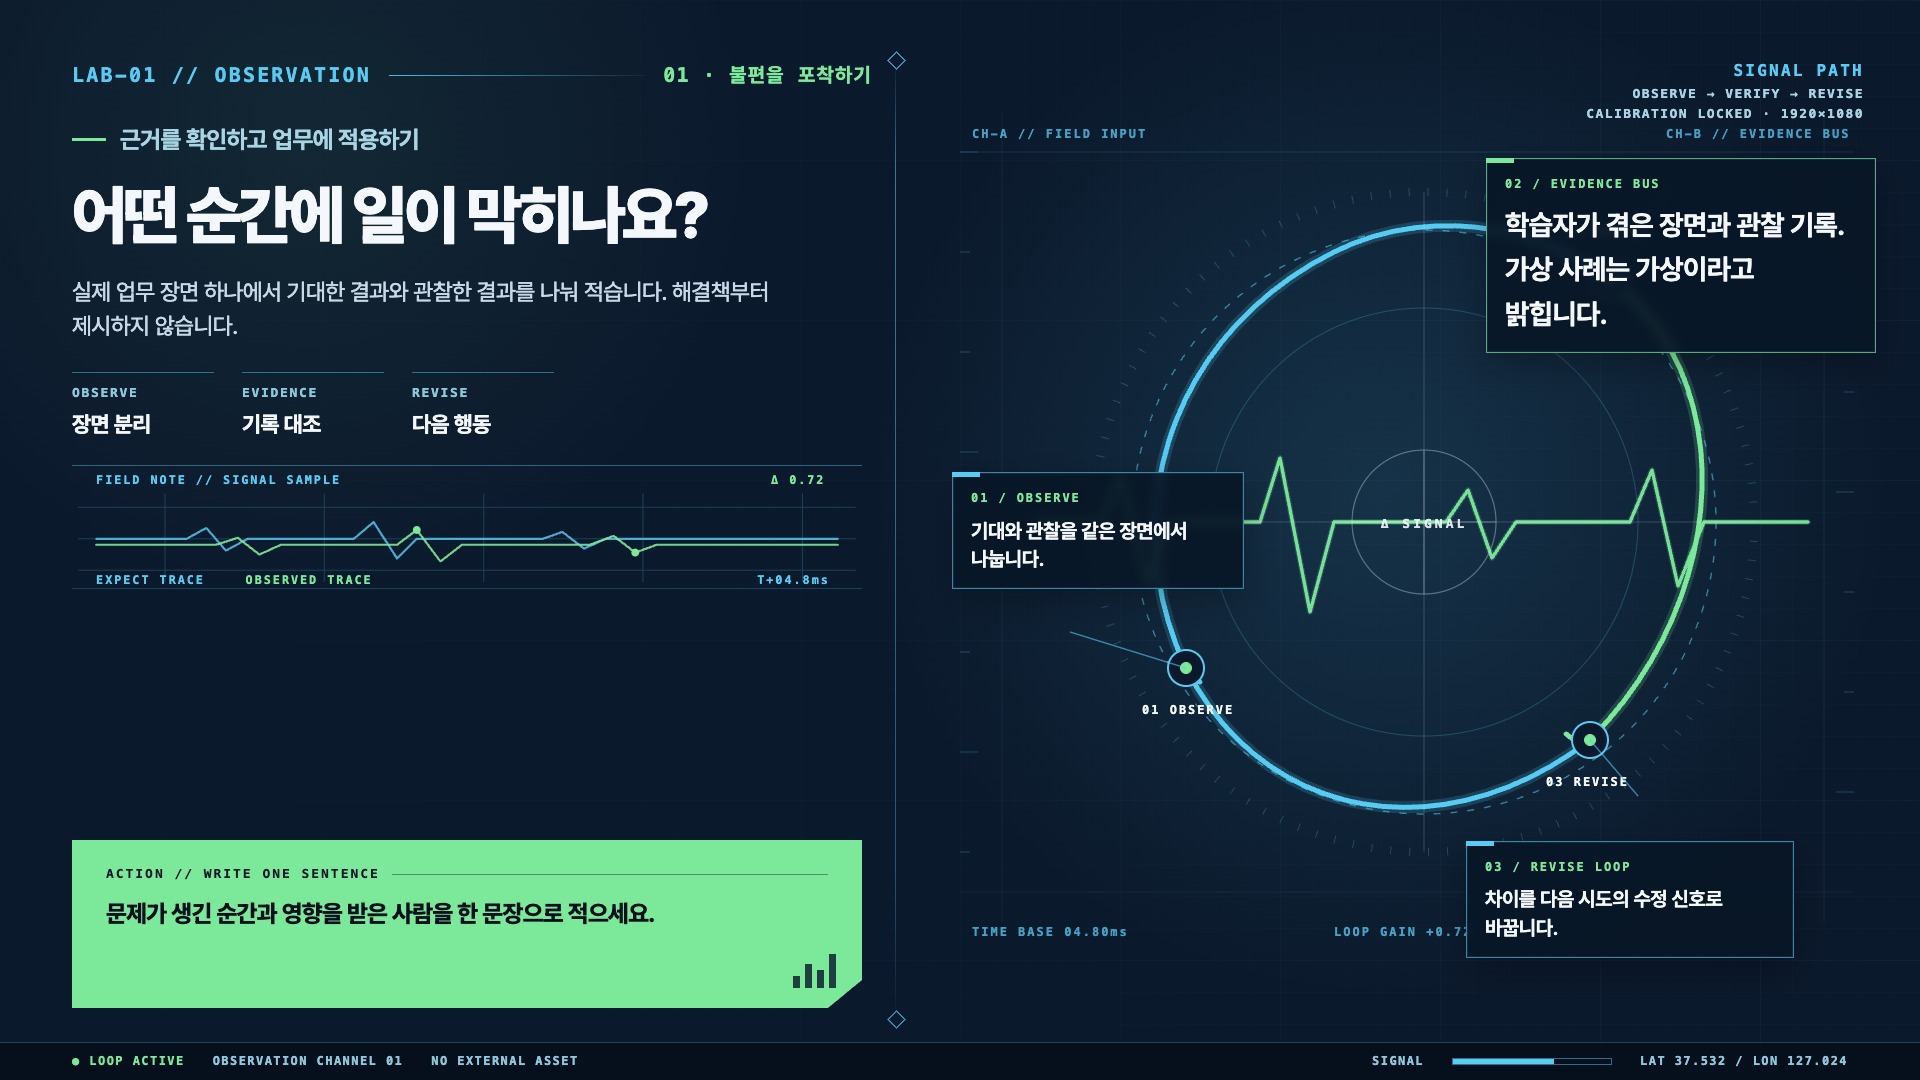 LAB-01 // OBSERVATION
01 · 불편을 포착하기
근거를 확인하고 업무에 적용하기
어떤 순간에 일이 막히나요?
실제 업무 장면 하나에서 기대한 결과와 관찰한 결과를 나눠 적습니다. 해결책부터
제시하지 않습니다.
OBSERVE
장면 분리
EVIDENCE
기록 대조
REVISE
다음 행동
FIELD NOTE // SIGNAL SAMPLE
Δ 0.72
EXPECT TRACE
OBSERVED TRACE
T+04.8ms
ACTION // WRITE ONE SENTENCE
문제가 생긴 순간과 영향을 받은 사람을 한 문장으로 적으세요.
SIGNAL PATH
OBSERVE → VERIFY → REVISE
CALIBRATION LOCKED · 1920×1080
CH-A // FIELD INPUT
CH-B // EVIDENCE BUS
02 / EVIDENCE BUS
학습자가 겪은 장면과 관찰 기록.
가상 사례는 가상이라고
밝힙니다.
01 / OBSERVE
기대와 관찰을 같은 장면에서
나눕니다.
Δ SIGNAL
01 OBSERVE
03 REVISE
03 / REVISE LOOP
차이를 다음 시도의 수정 신호로
바꿉니다.
TIME BASE 04.80ms
LOOP GAIN +0.72
● LOOP ACTIVE
OBSERVATION CHANNEL 01
NO EXTERNAL ASSET
SIGNAL
LAT 37.532 / LON 127.024